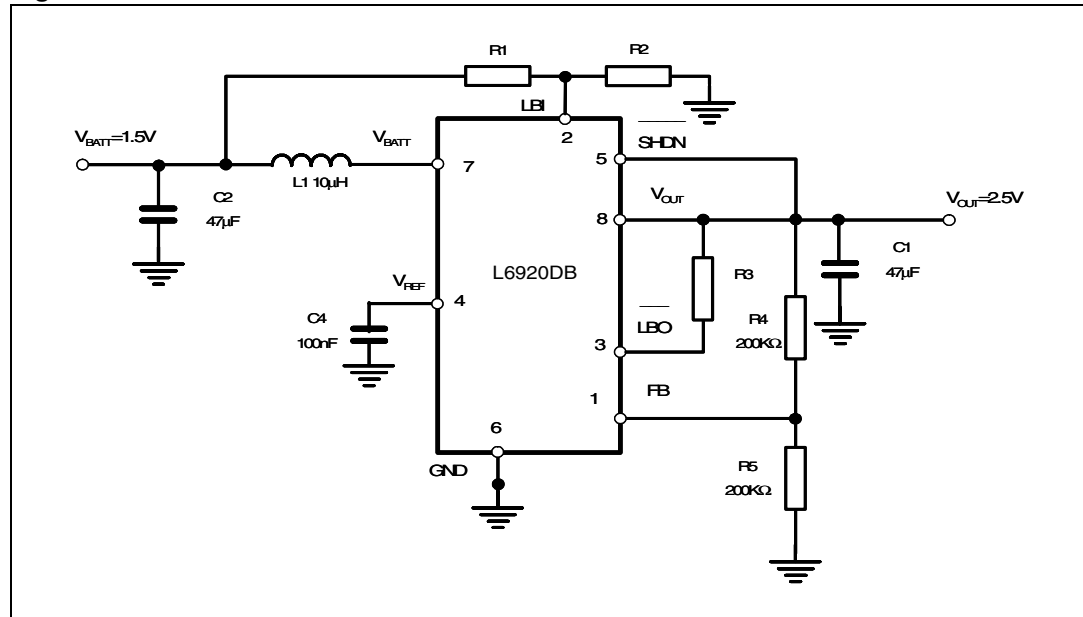 R1
R2
LBI
2
SHDN
5
V_BATT=1.5V
V_BATT
7
L1 10µH
C2
47µF
V_OUT
8
V_OUT=2.5V
C1
47µF
R3
L6920DB
V_REF
4
C4
100nF
LBO
3
R4
200KΩ
1
FB
6
GND
R5
200KΩ